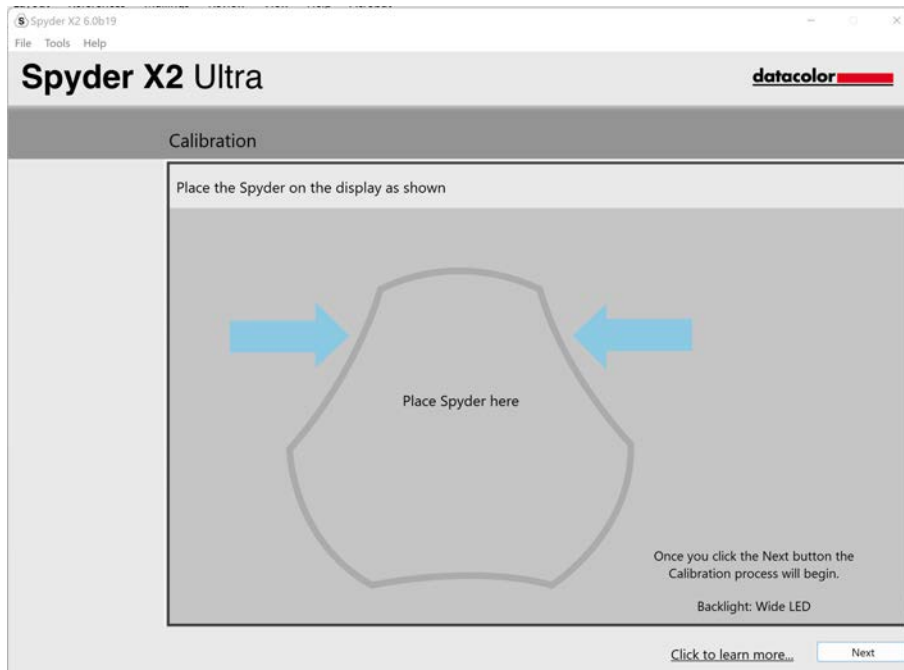 Spyder X2 6.0b19
File Tools Help
Spyder X2 Ultra
datacolor
Calibration
Place the Spyder on the display as shown
Place Spyder here
Once you click the Next button the
Calibration process will begin.
Backlight: Wide LED
Click to learn more...
Next